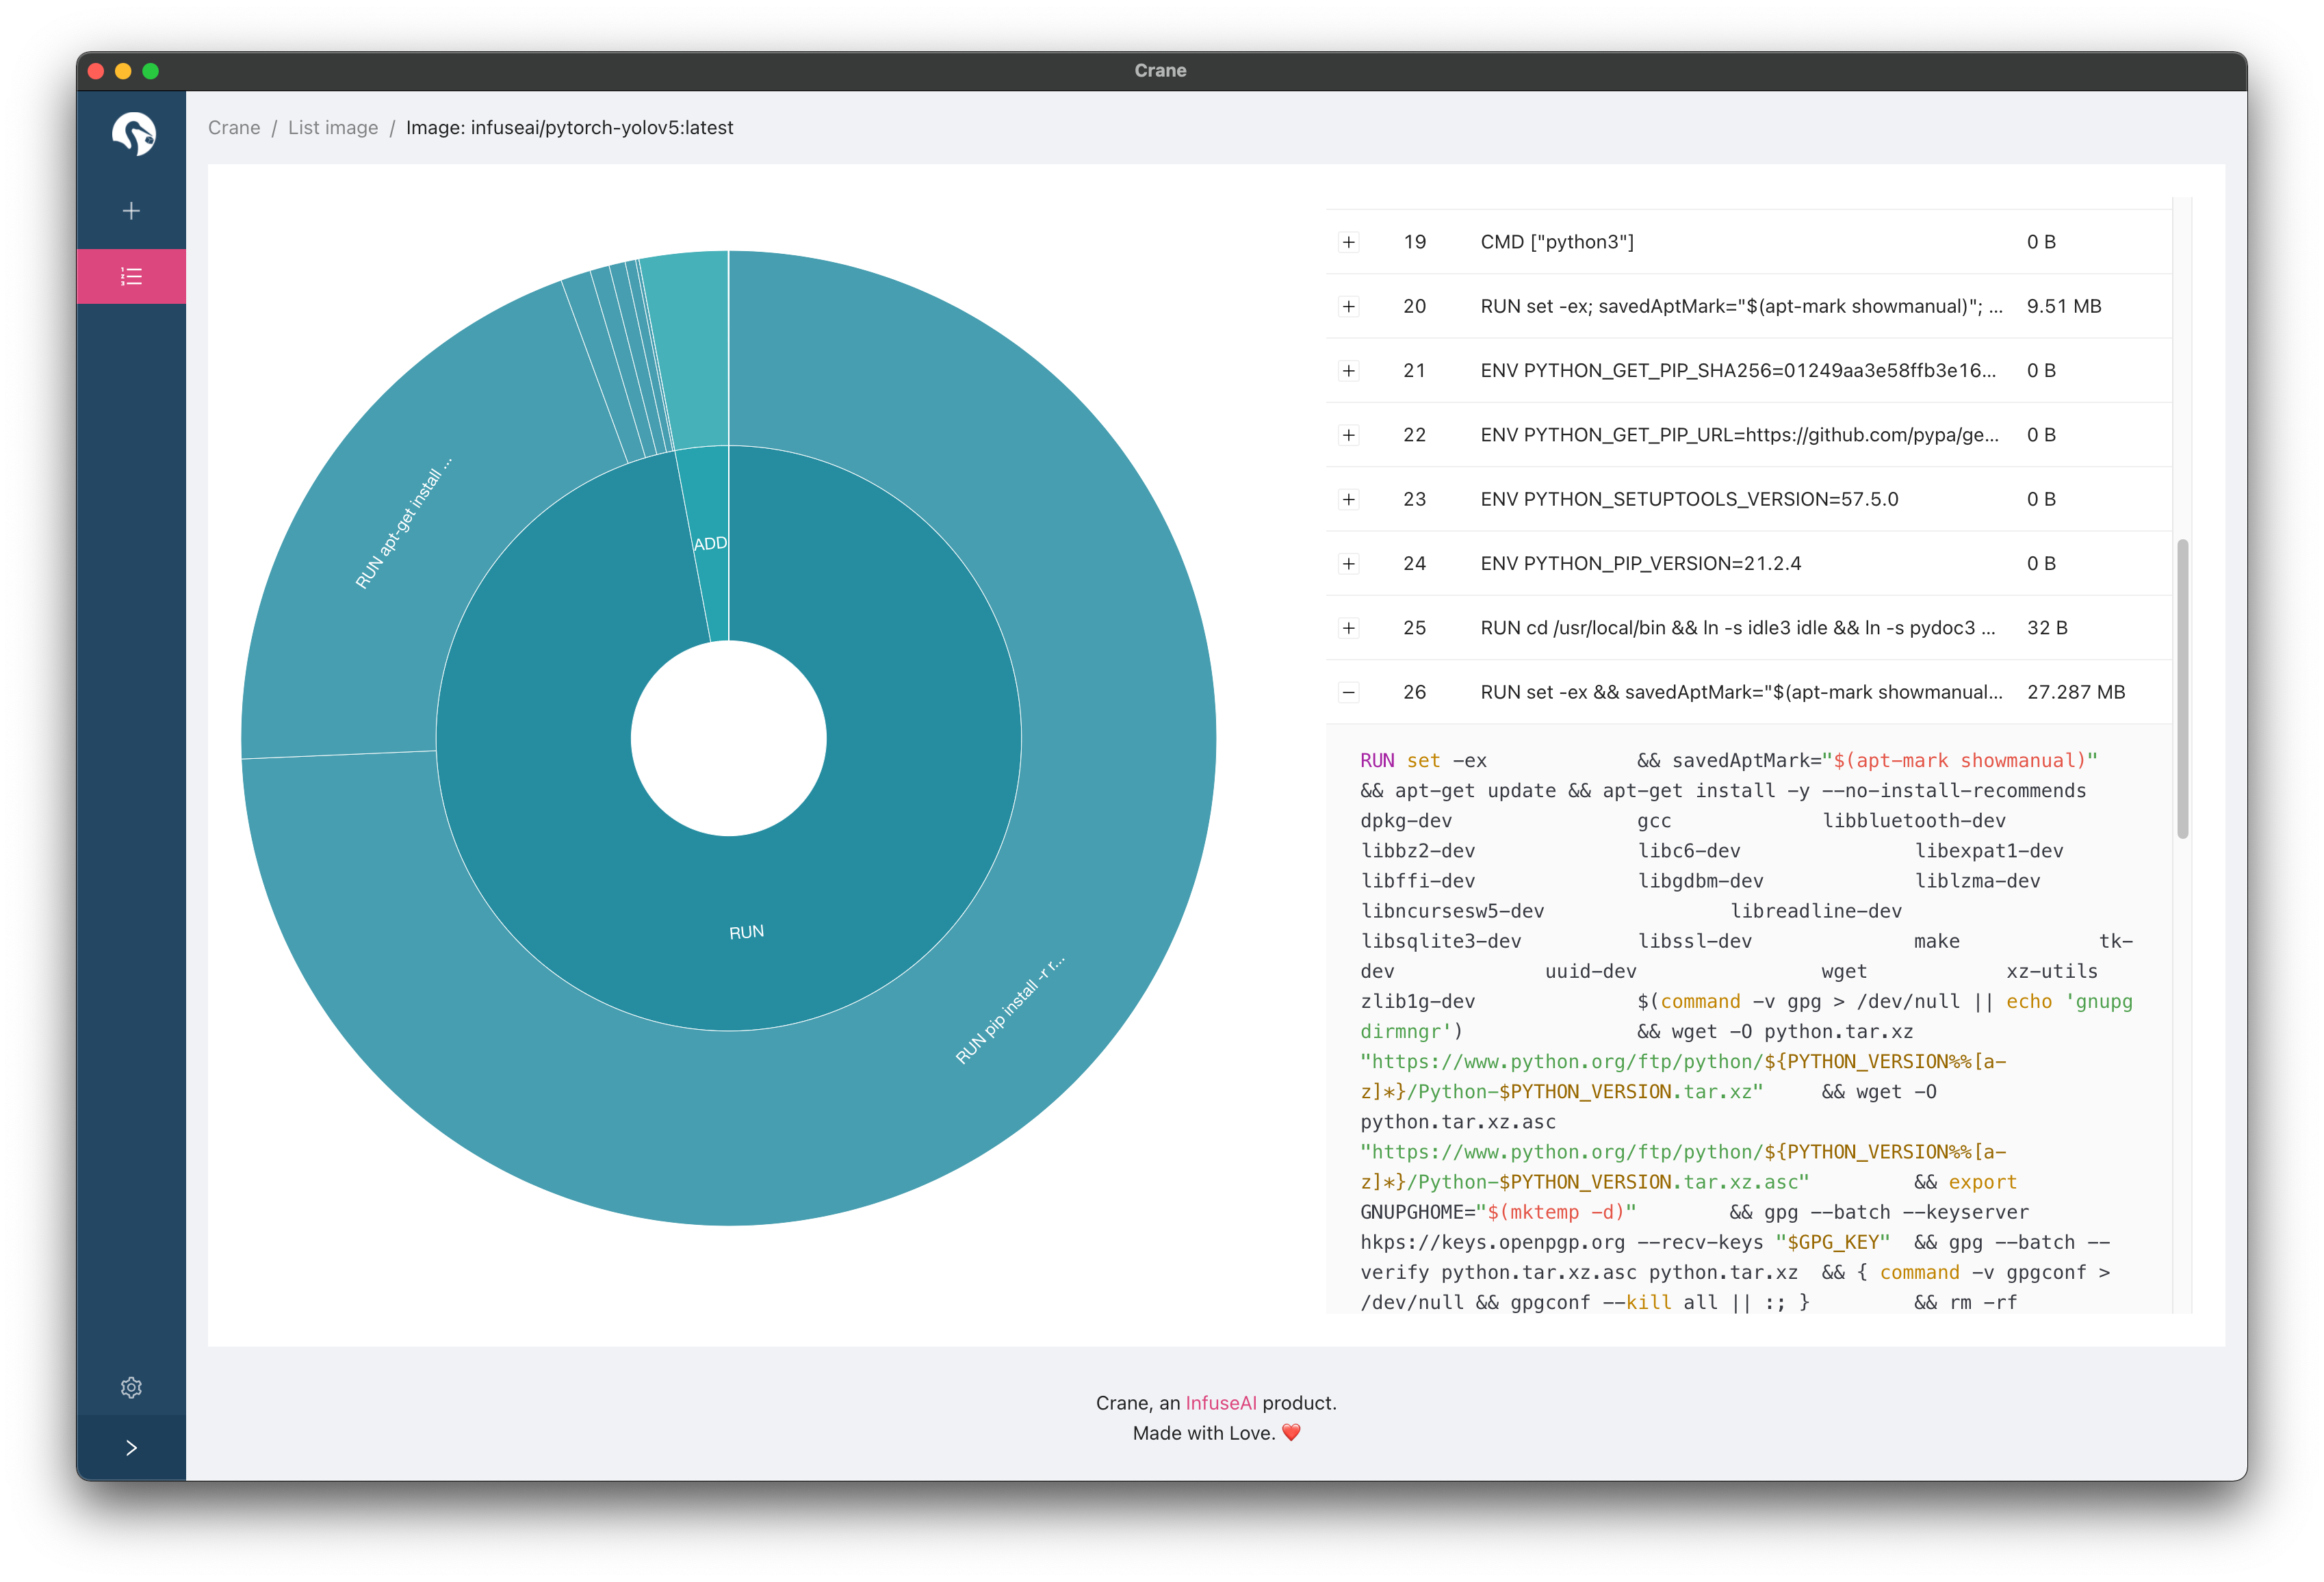 Crane
Crane / List image / Image: infuseai/pytorch-yolov5:latest
RUN apt-get install ...
ADD
RUN
RUN pip install -r r...
19 CMD ["python3"] 0 B
20 RUN set -ex; savedAptMark="$(apt-mark showmanual)"; ... 9.51 MB
21 ENV PYTHON_GET_PIP_SHA256=01249aa3e58ffb3e16... 0 B
22 ENV PYTHON_GET_PIP_URL=https://github.com/pypa/ge... 0 B
23 ENV PYTHON_SETUPTOOLS_VERSION=57.5.0 0 B
24 ENV PYTHON_PIP_VERSION=21.2.4 0 B
25 RUN cd /usr/local/bin && ln -s idle3 idle && ln -s pydoc3 ... 32 B
26 RUN set -ex && savedAptMark="$(apt-mark showmanual... 27.287 MB
RUN set -ex && savedAptMark="$(apt-mark showmanual)"
&& apt-get update && apt-get install -y --no-install-recommends
dpkg-dev gcc libbluetooth-dev
libbz2-dev libc6-dev libexpat1-dev
libffi-dev libgdbm-dev liblzma-dev
libncursesw5-dev libreadline-dev
libsqlite3-dev libssl-dev make tk-
dev uuid-dev wget xz-utils
zlib1g-dev $(command -v gpg > /dev/null || echo 'gnupg
dirmngr') && wget -O python.tar.xz
"https://www.python.org/ftp/python/${PYTHON_VERSION%%[a-
z]*}/Python-$PYTHON_VERSION.tar.xz" && wget -O
python.tar.xz.asc
"https://www.python.org/ftp/python/${PYTHON_VERSION%%[a-
z]*}/Python-$PYTHON_VERSION.tar.xz.asc" && export
GNUPGHOME="$(mktemp -d)" && gpg --batch --keyserver
hkps://keys.openpgp.org --recv-keys "$GPG_KEY" && gpg --batch --
verify python.tar.xz.asc python.tar.xz && { command -v gpgconf >
/dev/null && gpgconf --kill all || :; } && rm -rf
Crane, an InfuseAI product.
Made with Love. ❤️